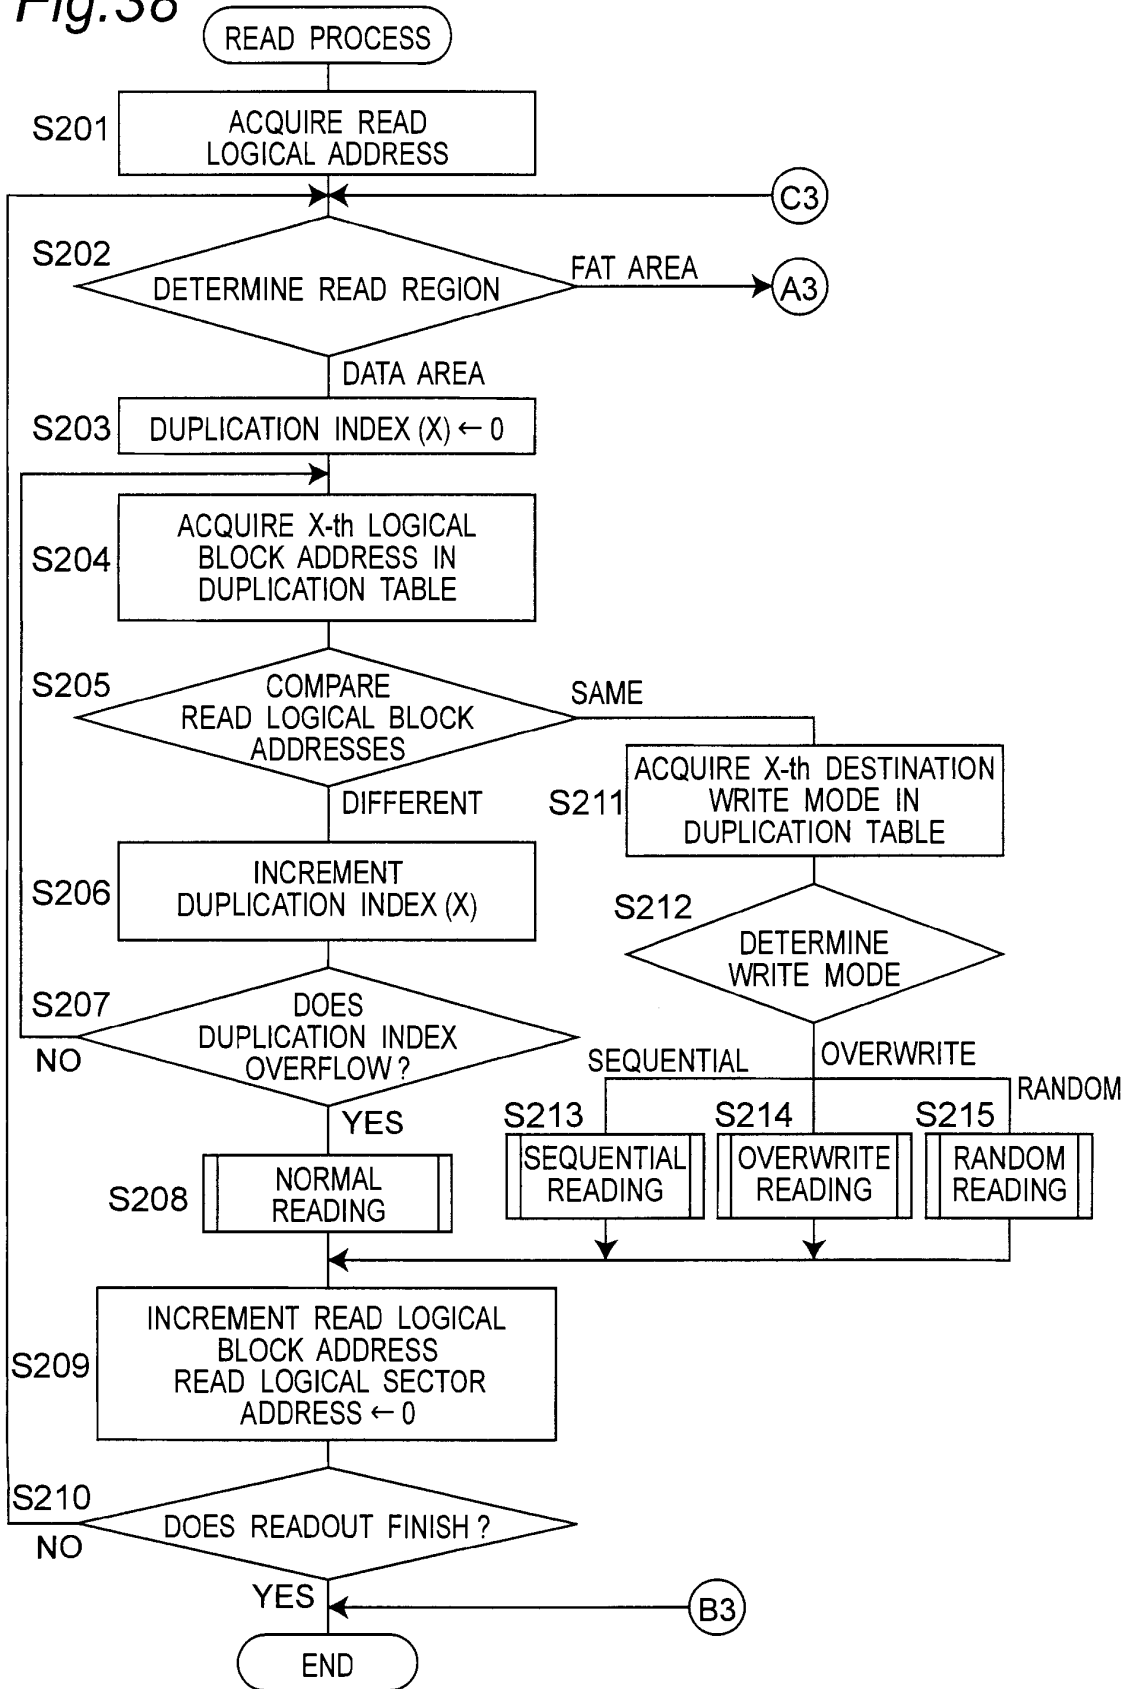 Fig.38
READ PROCESS
S201
ACQUIRE READ
LOGICAL ADDRESS
C3
S202
DETERMINE READ REGION
FAT AREA
A3
DATA AREA
S203
DUPLICATION INDEX (X) ← 0
S204
ACQUIRE X-th LOGICAL
BLOCK ADDRESS IN
DUPLICATION TABLE
S205
COMPARE
READ LOGICAL BLOCK
ADDRESSES
SAME
DIFFERENT
S211
ACQUIRE X-th DESTINATION
WRITE MODE IN
DUPLICATION TABLE
S206
INCREMENT
DUPLICATION INDEX (X)
S212
DETERMINE
WRITE MODE
S207
DOES
DUPLICATION INDEX
OVERFLOW ?
NO
YES
SEQUENTIAL
OVERWRITE
RANDOM
S213
SEQUENTIAL
READING
S214
OVERWRITE
READING
S215
RANDOM
READING
S208
NORMAL
READING
S209
INCREMENT READ LOGICAL
BLOCK ADDRESS
READ LOGICAL SECTOR
ADDRESS ← 0
S210
DOES READOUT FINISH ?
NO
YES
B3
END